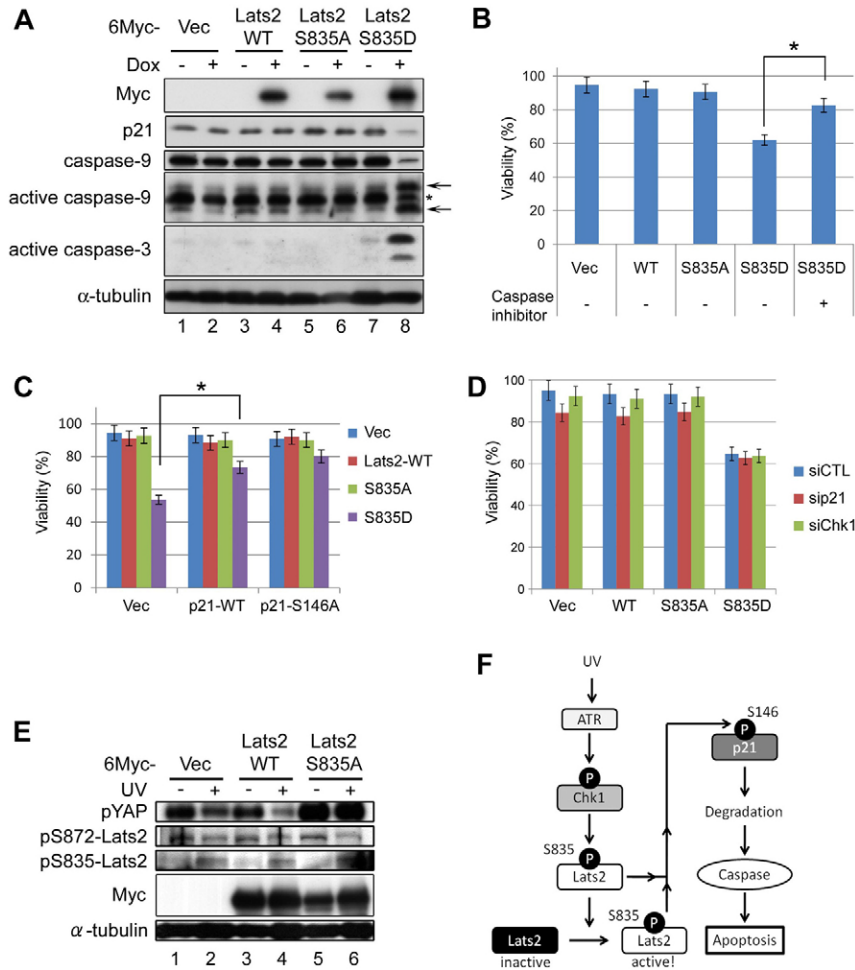 A
6Myc- Vec Lats2 WT Lats2 S835A Lats2 S835D
Dox - + - + - + - +
Myc
p21
caspase-9
active caspase-9
*
active caspase-3
α-tubulin
1 2 3 4 5 6 7 8
B
Viability (%)
100
80
60
40
20
0
*
Vec WT S835A S835D S835D
Caspase inhibitor - - - - +
C
Viability (%)
100
80
60
40
20
0
*
Vec
Lats2-WT
S835A
S835D
Vec p21-WT p21-S146A
D
Viability (%)
100
80
60
40
20
0
siCTL
sip21
siChk1
Vec WT S835A S835D
E
6Myc- Vec Lats2 WT Lats2 S835A
UV - + - + - +
pYAP
pS872-Lats2
pS835-Lats2
Myc
α-tubulin
1 2 3 4 5 6
F
UV
ATR
P
Chk1
S835
P
Lats2
Lats2
inactive
S835
P
Lats2
active!
S146
P
p21
Degradation
Caspase
Apoptosis